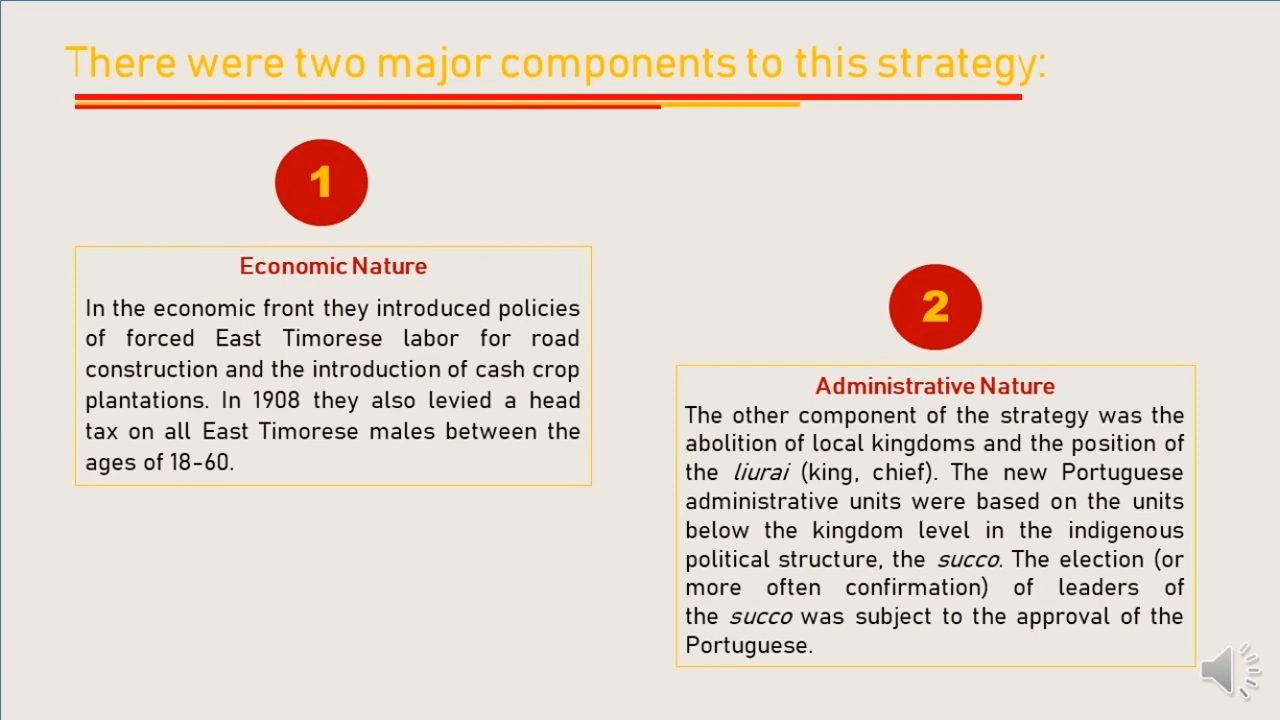 There were two major components to this strategy:
1
Economic Nature
In the economic front they introduced policies
of forced East Timorese labor for road
construction and the introduction of cash crop
plantations. In 1908 they also levied a head
tax on all East Timorese males between the
ages of 18-60.
2
Administrative Nature
The other component of the strategy was the
abolition of local kingdoms and the position of
the liurai (king, chief). The new Portuguese
administrative units were based on the units
below the kingdom level in the indigenous
political structure, the succo. The election (or
more often confirmation) of leaders of
the succo was subject to the approval of the
Portuguese.